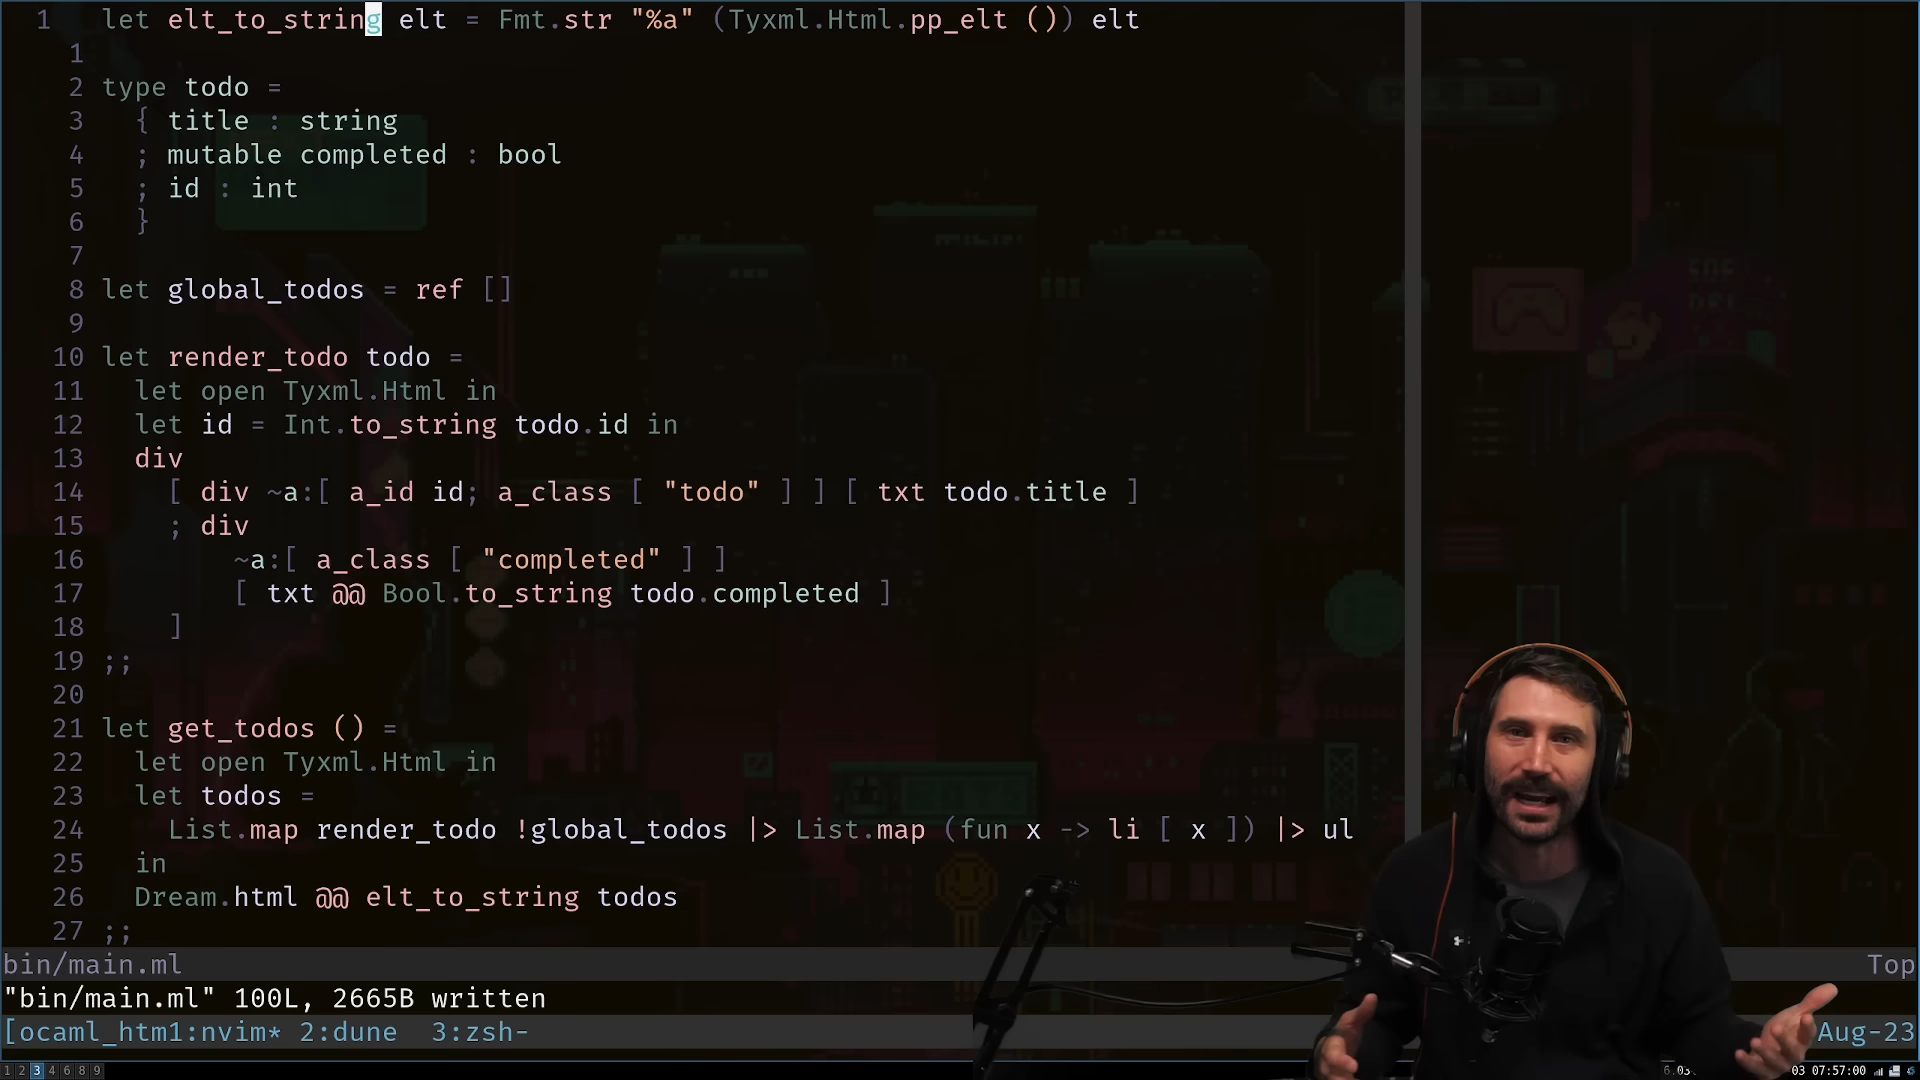 1 let elt_to_string elt = Fmt.str "%a" (Tyxml.Html.pp_elt ()) elt
1
2 type todo =
3 { title : string
4 ; mutable completed : bool
5 ; id : int
6 }
7
8 let global_todos = ref []
9
10 let render_todo todo =
11 let open Tyxml.Html in
12 let id = Int.to_string todo.id in
13 div
14 [ div ~a:[ a_id id; a_class [ "todo" ] ] [ txt todo.title ]
15 ; div
16 ~a:[ a_class [ "completed" ] ]
17 [ txt @@ Bool.to_string todo.completed ]
18 ]
19 ;;
20
21 let get_todos () =
22 let open Tyxml.Html in
23 let todos =
24 List.map render_todo !global_todos |> List.map (fun x -> li [ x ]) |> ul
25 in
26 Dream.html @@ elt_to_string todos
27 ;;
bin/main.ml Top
"bin/main.ml" 100L, 2665B written
[ocaml_htm1:nvim* 2:dune 3:zsh- Aug-23
1 2 3 4 6 8 9 03 07:57:00